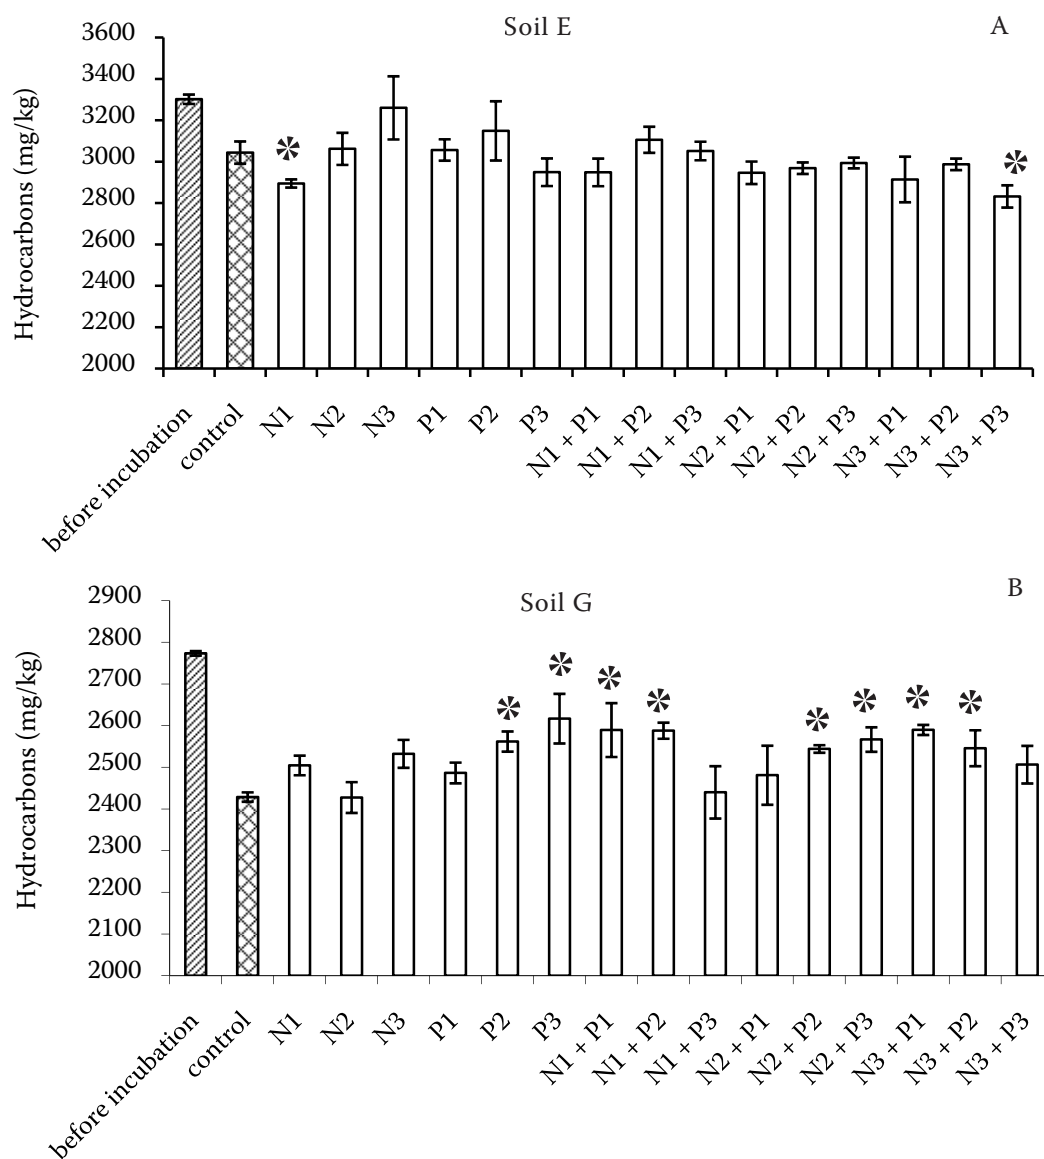 Soil E
A
Hydrocarbons (mg/kg)
3600
3400
3200
3000
2800
2600
2400
2200
2000
before incubation
control
N1
N2
N3
P1
P2
P3
N1 + P1
N1 + P2
N1 + P3
N2 + P1
N2 + P2
N2 + P3
N3 + P1
N3 + P2
N3 + P3
Soil G
B
Hydrocarbons (mg/kg)
2900
2800
2700
2600
2500
2400
2300
2200
2100
2000
before incubation
control
N1
N2
N3
P1
P2
P3
N1 + P1
N1 + P2
N1 + P3
N2 + P1
N2 + P2
N2 + P3
N3 + P1
N3 + P2
N3 + P3